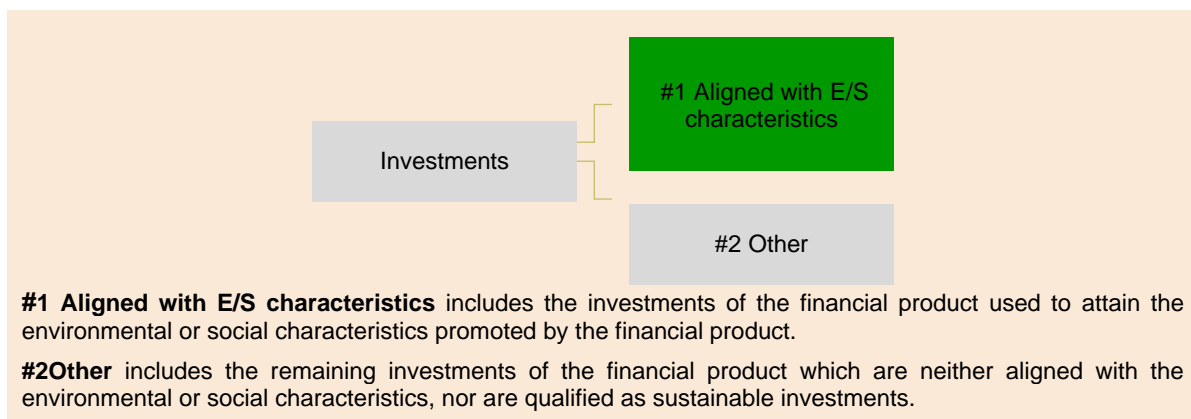 #1 Aligned with E/S
characteristics
Investments
#2 Other
#1 Aligned with E/S characteristics includes the investments of the financial product used to attain the
environmental or social characteristics promoted by the financial product.
#2Other includes the remaining investments of the financial product which are neither aligned with the
environmental or social characteristics, nor are qualified as sustainable investments.